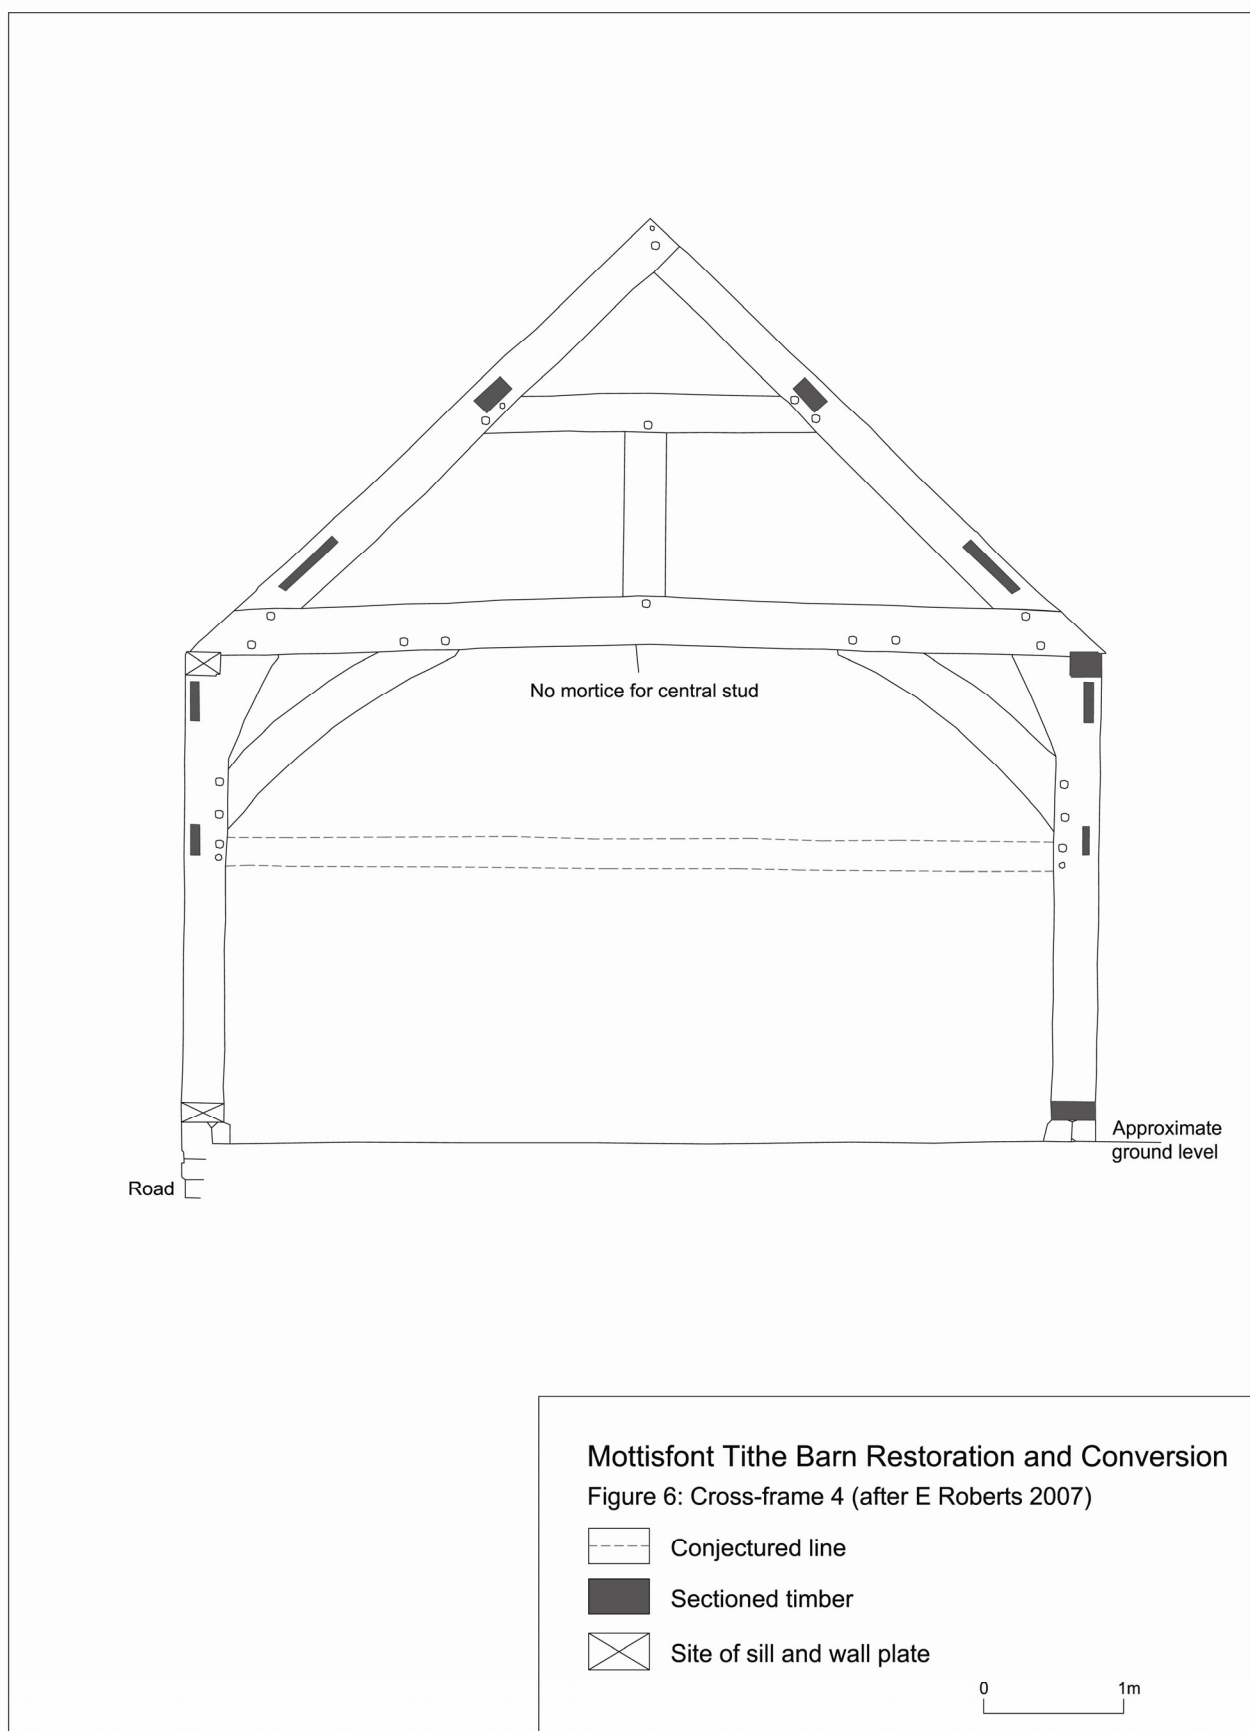 No mortice for central stud
Approximate
ground level
Road
Mottisfont Tithe Barn Restoration and Conversion
Figure 6: Cross-frame 4 (after E Roberts 2007)
Conjectured line
Sectioned timber
Site of sill and wall plate
0 1m